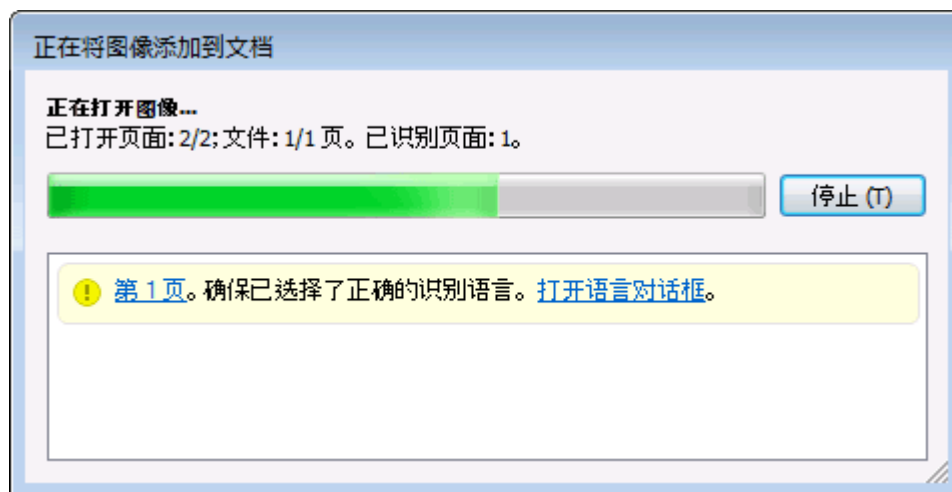 正在将图像添加到文档
正在打开图像...
已打开页面: 2/2; 文件: 1/1 页。已识别页面: 1。
停止 (T)
第 1 页。确保已选择了正确的识别语言。打开语言对话框。